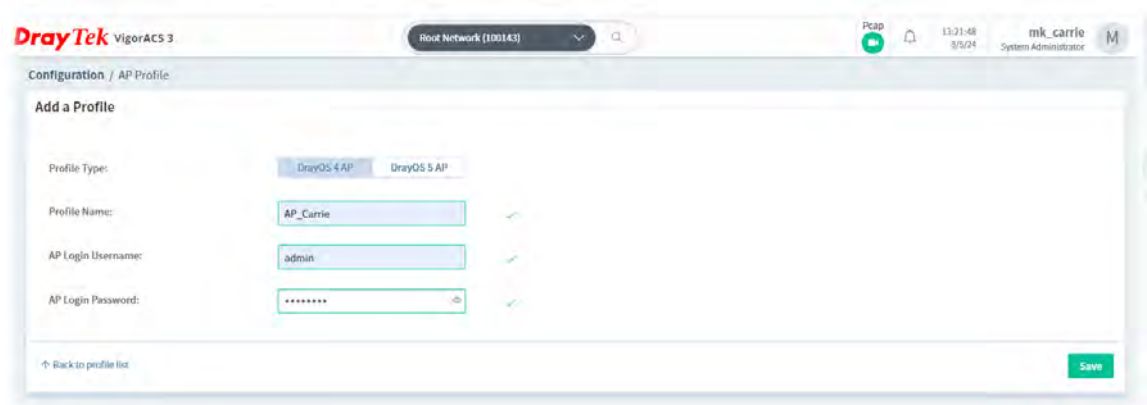 DrayTek VigorACS 3
Root Network (100143)
Pcap
13:21:48
8/5/24
mk_carrie
System Administrator
M
Configuration / AP Profile
Add a Profile
Profile Type:
DrayOS 4 AP
DrayOS 5 AP
Profile Name:
AP_Carrie
AP Login Username:
admin
AP Login Password:
••••••••
↑ Back to profile list
Save